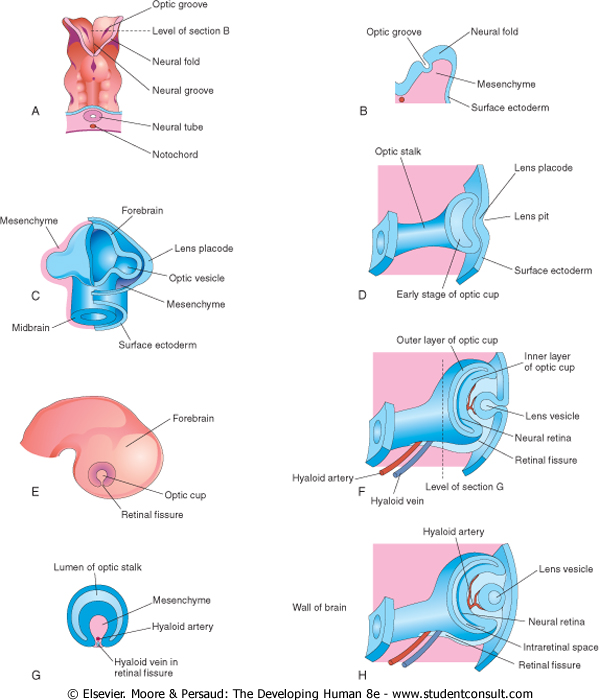 Optic groove
Level of section B
Neural fold
Neural groove
Neural tube
Notochord
A
Optic groove
Neural fold
Mesenchyme
Surface ectoderm
B
Mesenchyme
Forebrain
Lens placode
Optic vesicle
Mesenchyme
Surface ectoderm
Midbrain
C
Optic stalk
Lens placode
Lens pit
Surface ectoderm
Early stage of optic cup
D
Forebrain
Optic cup
Retinal fissure
E
Outer layer of optic cup
Inner layer
of optic cup
Lens vesicle
Neural retina
Retinal fissure
Hyaloid artery
Hyaloid vein
Level of section G
F
Lumen of optic stalk
Mesenchyme
Hyaloid artery
Hyaloid vein in
retinal fissure
G
Hyaloid artery
Lens vesicle
Wall of brain
Neural retina
Intraretinal space
Retinal fissure
H
© Elsevier. Moore & Persaud: The Developing Human 8e - www.studentconsult.com